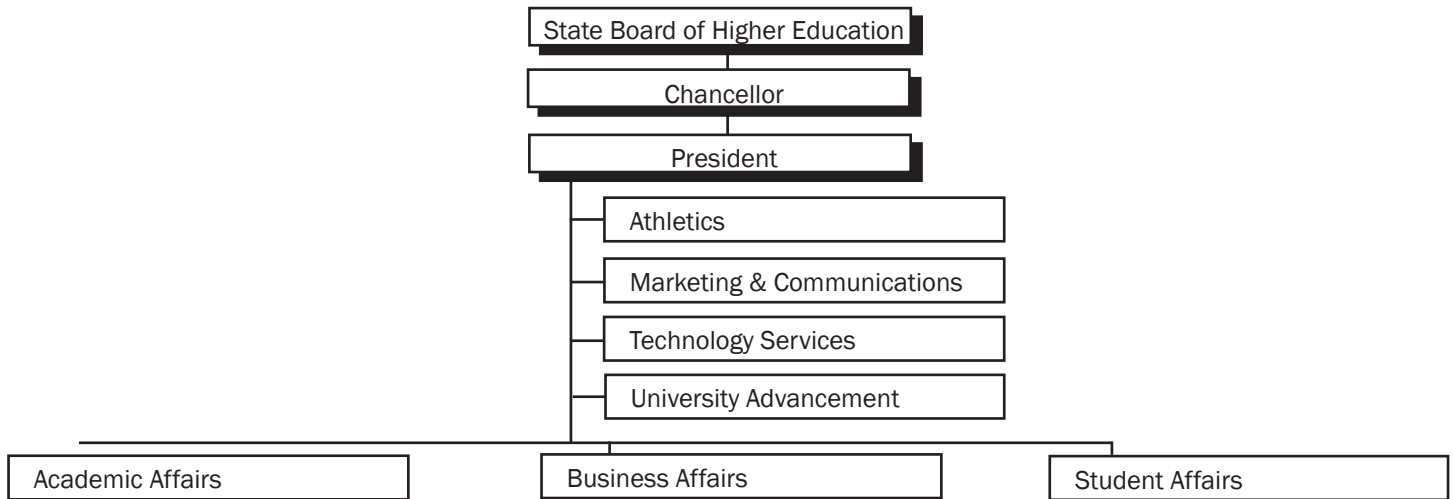 State Board of Higher Education
Chancellor
President
Athletics
Marketing & Communications
Technology Services
University Advancement
Academic Affairs
Business Affairs
Student Affairs